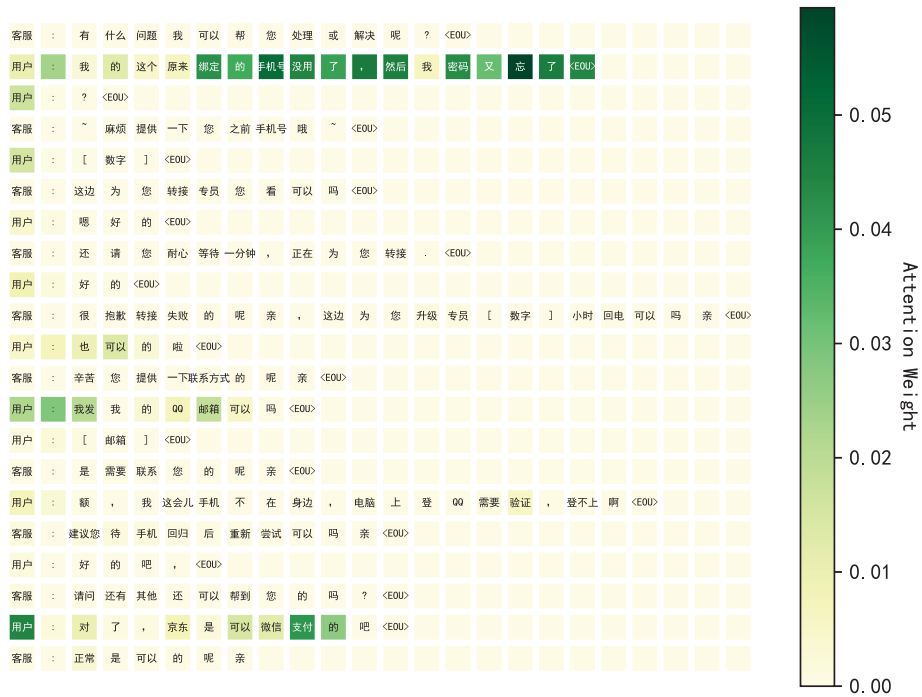 客服 : 有 什么 问题 我 可以 帮 您 处理 或 解决 呢 ? <EOU>
用户 : 我 的 这个 原来 绑定 的 手机号 没用 了 , 然后 我 密码 又 忘 了 <EOU>
用户 : ? <EOU>
客服 : ~ 麻烦 提供 一下 您 之前 手机号 哦 ~ <EOU>
用户 : [ 数字 ] <EOU>
客服 : 这边 为 您 转接 专员 您 看 可以 吗 <EOU>
用户 : 嗯 好 的 <EOU>
客服 : 还 请 您 耐心 等待 一分钟 , 正在 为 您 转接 . <EOU>
用户 : 好 的 <EOU>
客服 : 很 抱歉 转接 失败 的 呢 亲 , 这边 为 您 升级 专员 [ 数字 ] 小时 回电 可以 吗 亲 <EOU>
用户 : 也 可以 的 啦 <EOU>
客服 : 辛苦 您 提供 一下 联系方式 的 呢 亲 <EOU>
用户 : 我发 我 的 QQ 邮箱 可以 吗 <EOU>
用户 : [ 邮箱 ] <EOU>
客服 : 是 需要 联系 您 的 呢 亲 <EOU>
用户 : 额 , 我 这会儿 手机 不 在 身边 , 电脑 上 登 QQ 需要 验证 , 登不上 啊 <EOU>
客服 : 建议您 待 手机 回归 后 重新 尝试 可以 吗 亲 <EOU>
用户 : 好 的 吧 , <EOU>
客服 : 请问 还有 其他 还 可以 帮到 您 的 吗 ? <EOU>
用户 : 对 了 , 京东 是 可以 微信 支付 的 吧 <EOU>
客服 : 正常 是 可以 的 呢 亲
0.05
0.04
0.03
0.02
0.01
0.00
Attention Weight